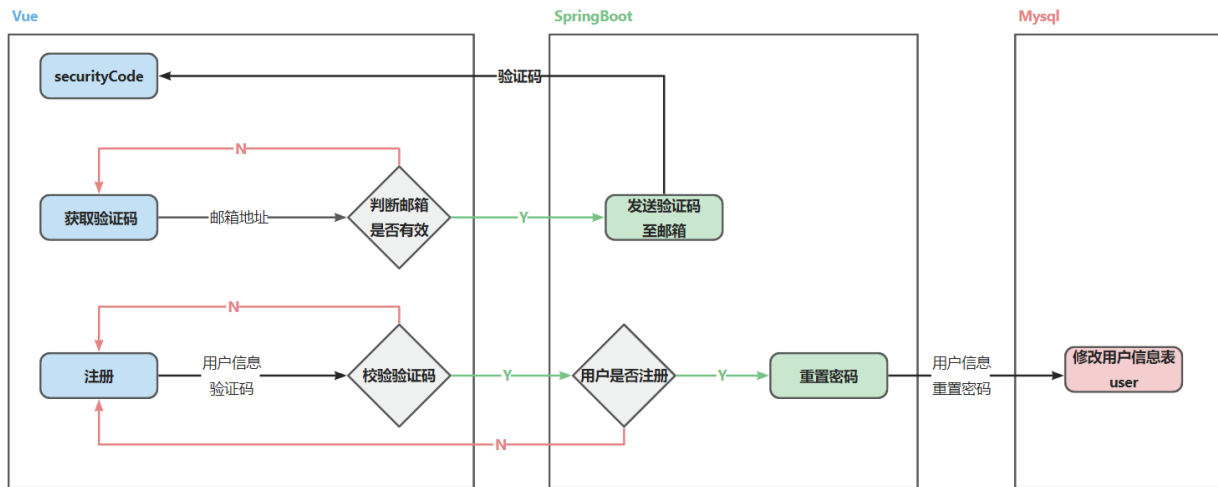 Vue
SpringBoot
Mysql
securityCode
验证码
N
获取验证码
邮箱地址
判断邮箱
是否有效
Y
发送验证码
至邮箱
N
注册
用户信息
验证码
校验验证码
Y
用户是否注册
Y
重置密码
用户信息
重置密码
修改用户信息表
user
N